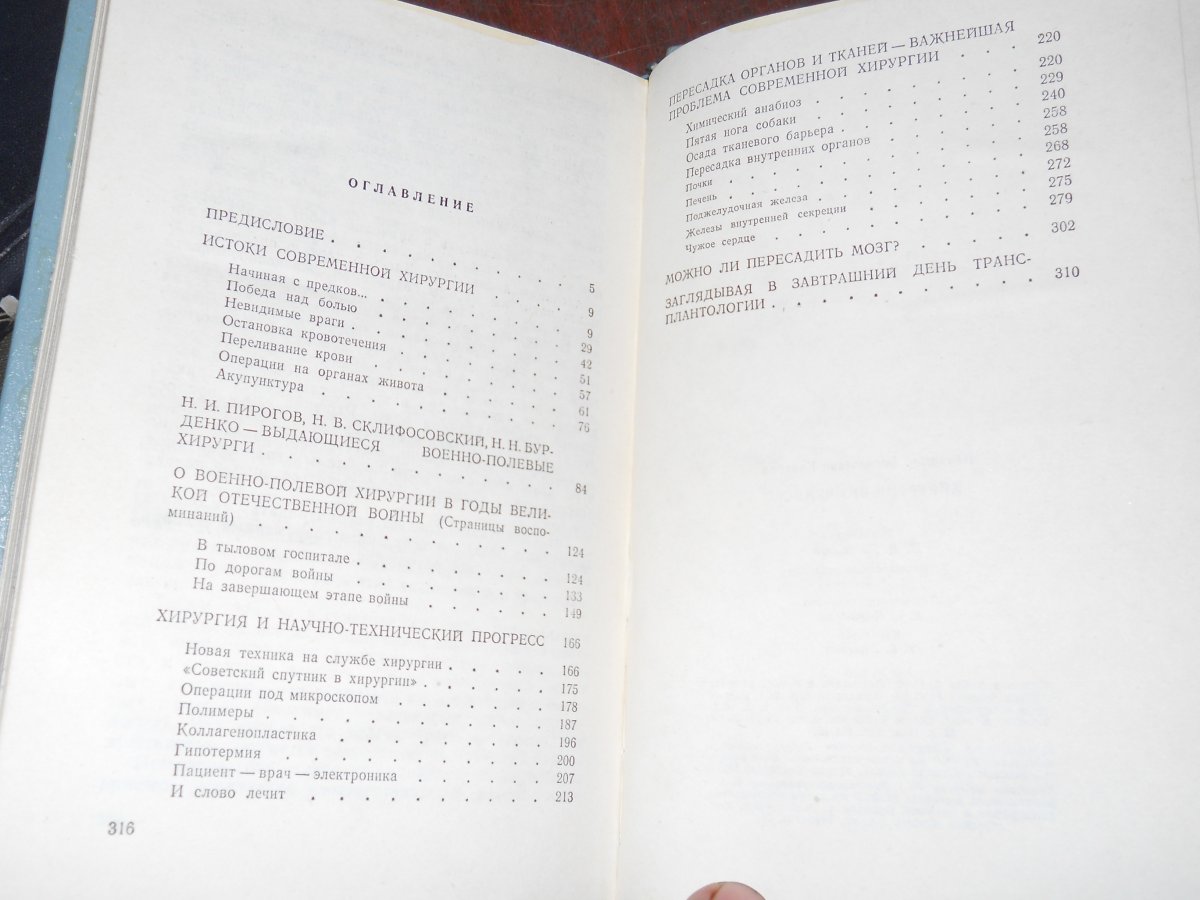 ОГЛАВЛЕНИЕ
ПРЕДИСЛОВИЕ . . . . . . . . . 5
ИСТОКИ СОВРЕМЕННОЙ ХИРУРГИИ . . . . 9
Начиная с предков... . . . . . . . 9
Победа над болью . . . . . . . 29
Невидимые враги . . . . . . . . 42
Остановка кровотечения . . . . . . 51
Переливание крови . . . . . . . 57
Операции на органах живота . . . . . 61
Акупунктура . . . . . . . . 76
Н. И. ПИРОГОВ, Н. В. СКЛИФОСОВСКИЙ, Н. Н. БУР-
ДЕНКО — ВЫДАЮЩИЕСЯ ВОЕННО-ПОЛЕВЫЕ
ХИРУРГИ . . . . . . . . . . . 84
О ВОЕННО-ПОЛЕВОЙ ХИРУРГИИ В ГОДЫ ВЕЛИ-
КОЙ ОТЕЧЕСТВЕННОЙ ВОЙНЫ (Страницы воспо-
минаний) . . . . . . . . . . . 124
В тыловом госпитале . . . . . . . . 124
По дорогам войны . . . . . . . 133
На завершающем этапе войны . . . . . 149
ХИРУРГИЯ И НАУЧНО-ТЕХНИЧЕСКИЙ ПРОГРЕСС 166
Новая техника на службе хирургии . . . . 166
«Советский спутник в хирургии» . . . . . 175
Операции под микроскопом . . . . . . 178
Полимеры . . . . . . . . . . 187
Коллагенопластика . . . . . . . . 196
Гипотермия . . . . . . . . . 200
Пациент — врач — электроника . . . . . 207
И слово лечит . . . . . . . . . 213
316
ПЕРЕСАДКА ОРГАНОВ И ТКАНЕЙ — ВАЖНЕЙШАЯ
ПРОБЛЕМА СОВРЕМЕННОЙ ХИРУРГИИ . . . 220
Химический анабиоз . . . . . . . 220
Пятая нога собаки . . . . . . . 229
Осада тканевого барьера . . . . . . 240
Пересадка внутренних органов . . . . . 258
Почки . . . . . . . . . . 258
Печень . . . . . . . . . . 268
Поджелудочная железа . . . . . . . 272
Железы внутренней секреции . . . . . 275
Чужое сердце . . . . . . . . 279
МОЖНО ЛИ ПЕРЕСАДИТЬ МОЗГ? . . . . . 302
ЗАГЛЯДЫВАЯ В ЗАВТРАШНИЙ ДЕНЬ ТРАНС-
ПЛАНТОЛОГИИ . . . . . . . . . 310